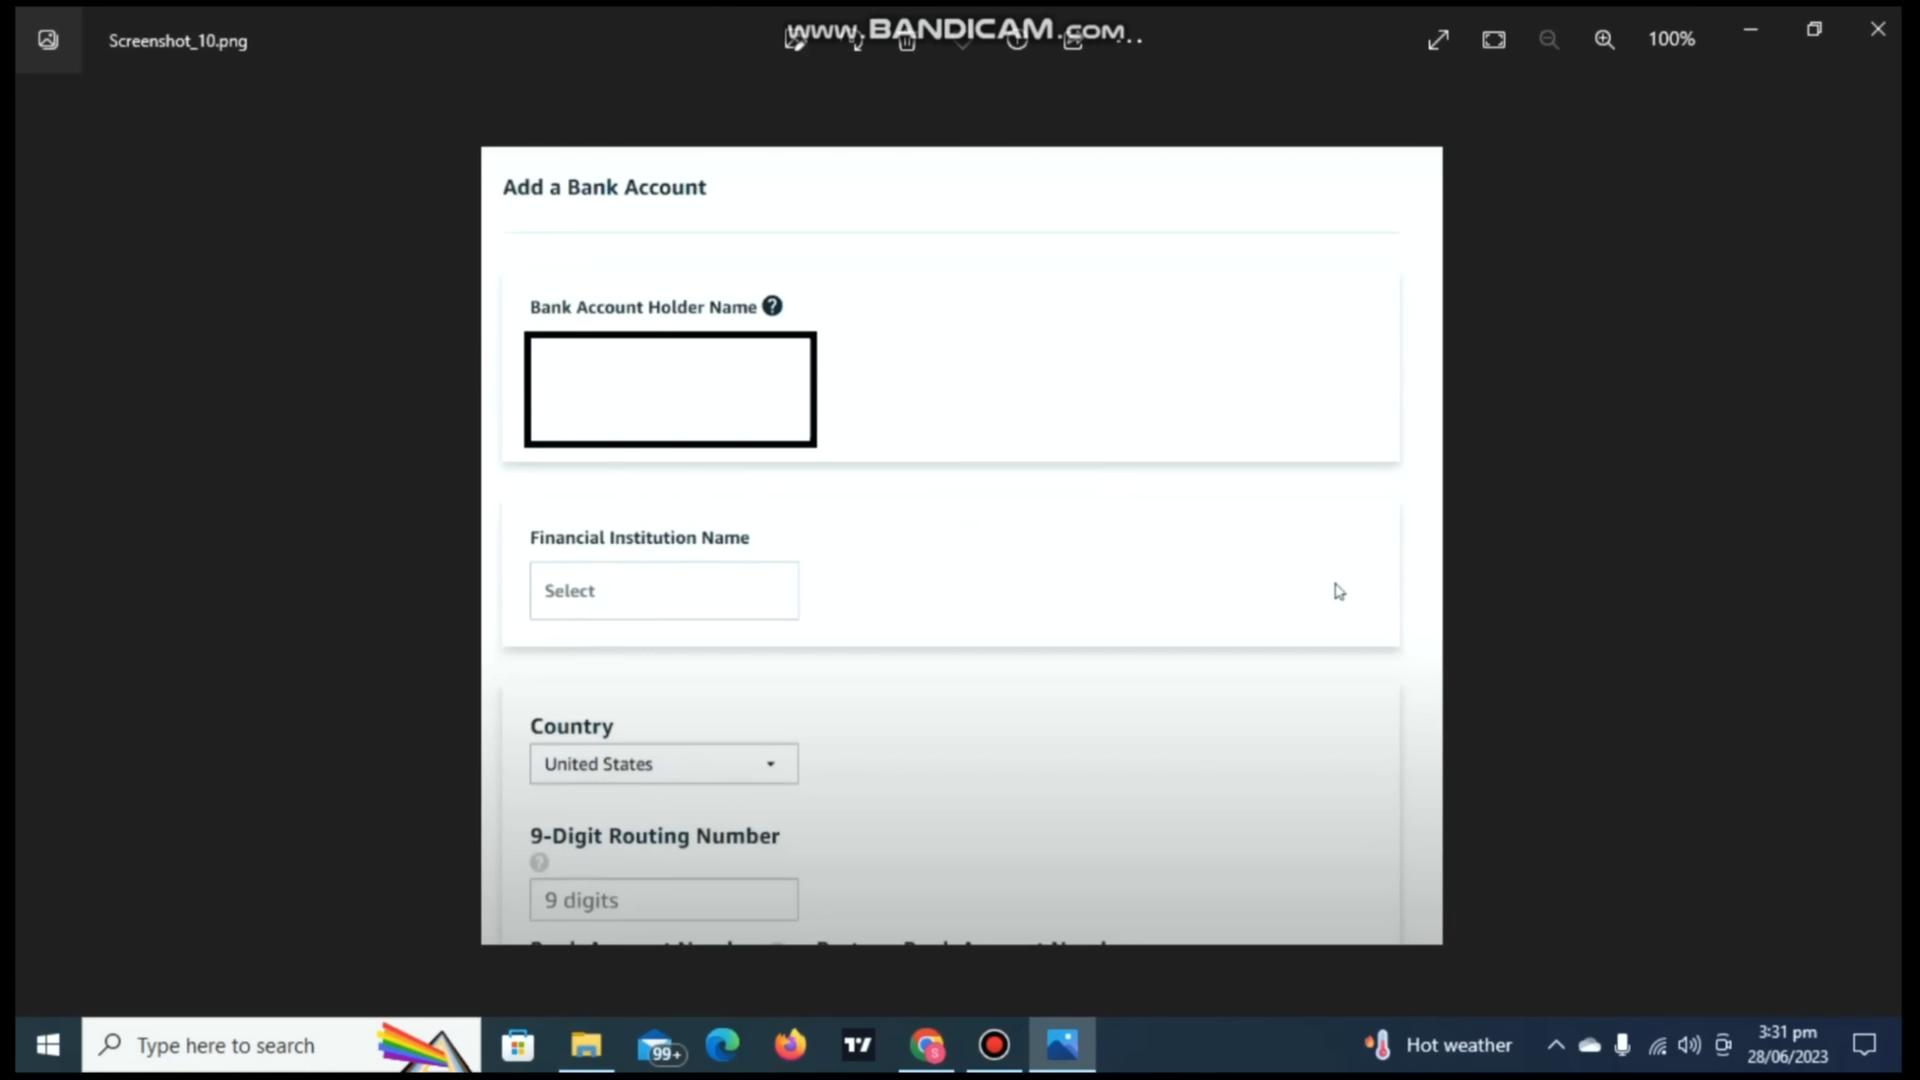 Screenshot_10.png
www.BANDICAM.com
100%
Add a Bank Account
Bank Account Holder Name ?
Financial Institution Name
Select
Country
United States
9-Digit Routing Number
?
9 digits
Type here to search
99+
S
Hot weather
3:31 pm
28/06/2023